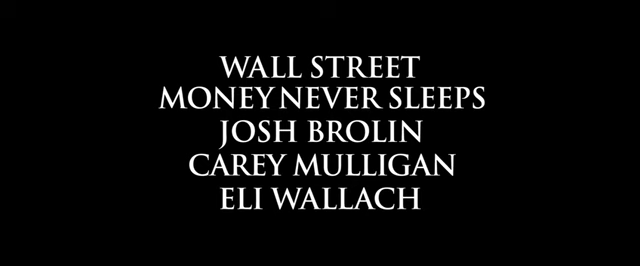 WALL STREET
MONEY NEVER SLEEPS
JOSH BROLIN
CAREY MULLIGAN
ELI WALLACH